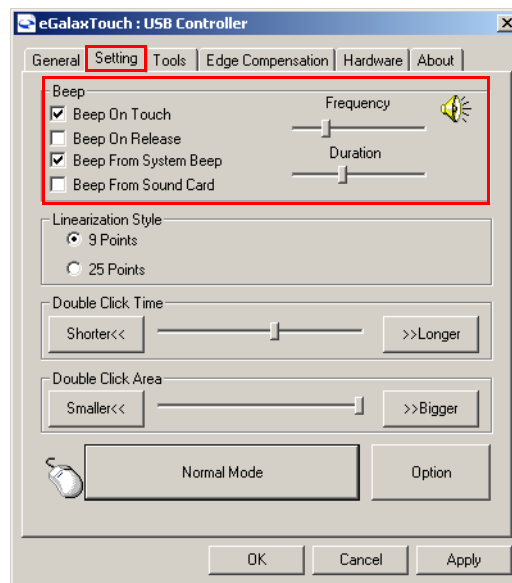 eGalaxTouch : USB Controller
General Setting Tools Edge Compensation Hardware About
Beep
Beep On Touch
Beep On Release
Beep From System Beep
Beep From Sound Card
Frequency
Duration
Linearization Style
9 Points
25 Points
Double Click Time
Shorter<< >>Longer
Double Click Area
Smaller<< >>Bigger
Normal Mode Option
OK Cancel Apply